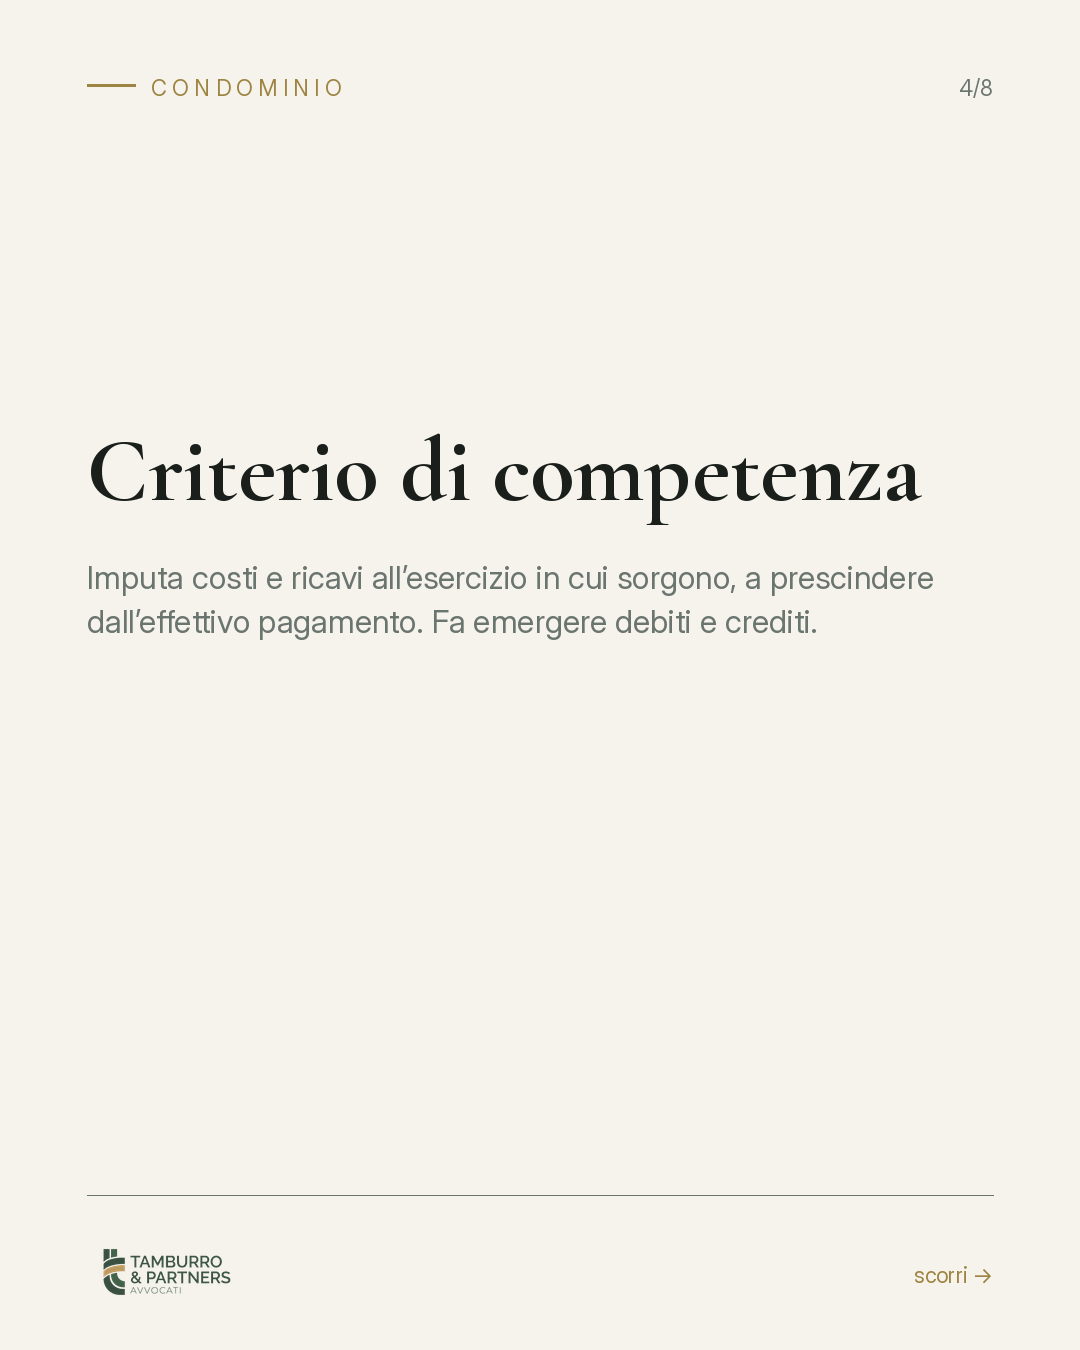 CONDOMINIO
4/8
Criterio di competenza
Imputa costi e ricavi all’esercizio in cui sorgono, a prescindere
dall’effettivo pagamento. Fa emergere debiti e crediti.
TAMBURRO
& PARTNERS
AVVOCATI
scorri →